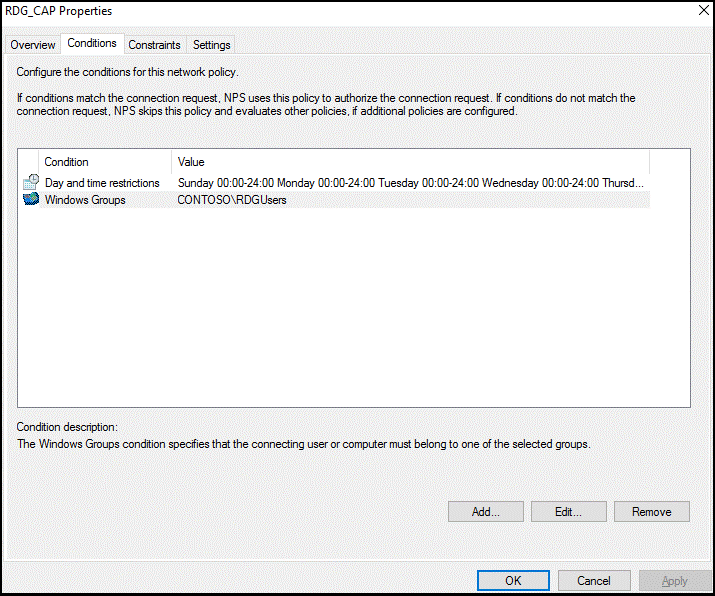 RDG_CAP Properties
Overview Conditions Constraints Settings
Configure the conditions for this network policy.
If conditions match the connection request, NPS uses this policy to authorize the connection request. If conditions do not match the
connection request, NPS skips this policy and evaluates other policies, if additional policies are configured.
Condition Value
Day and time restrictions Sunday 00:00-24:00 Monday 00:00-24:00 Tuesday 00:00-24:00 Wednesday 00:00-24:00 Thursd...
Windows Groups CONTOSO\RDGUsers
Condition description:
The Windows Groups condition specifies that the connecting user or computer must belong to one of the selected groups.
Add... Edit... Remove
OK Cancel Apply